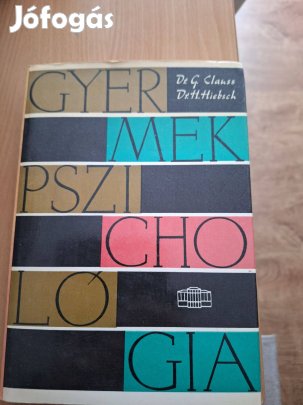 Jófogás
Dr. G. Clauss
Dr. H. Hiebsch
GYER
MEK
PSZI
CHO
LÓ
GIA